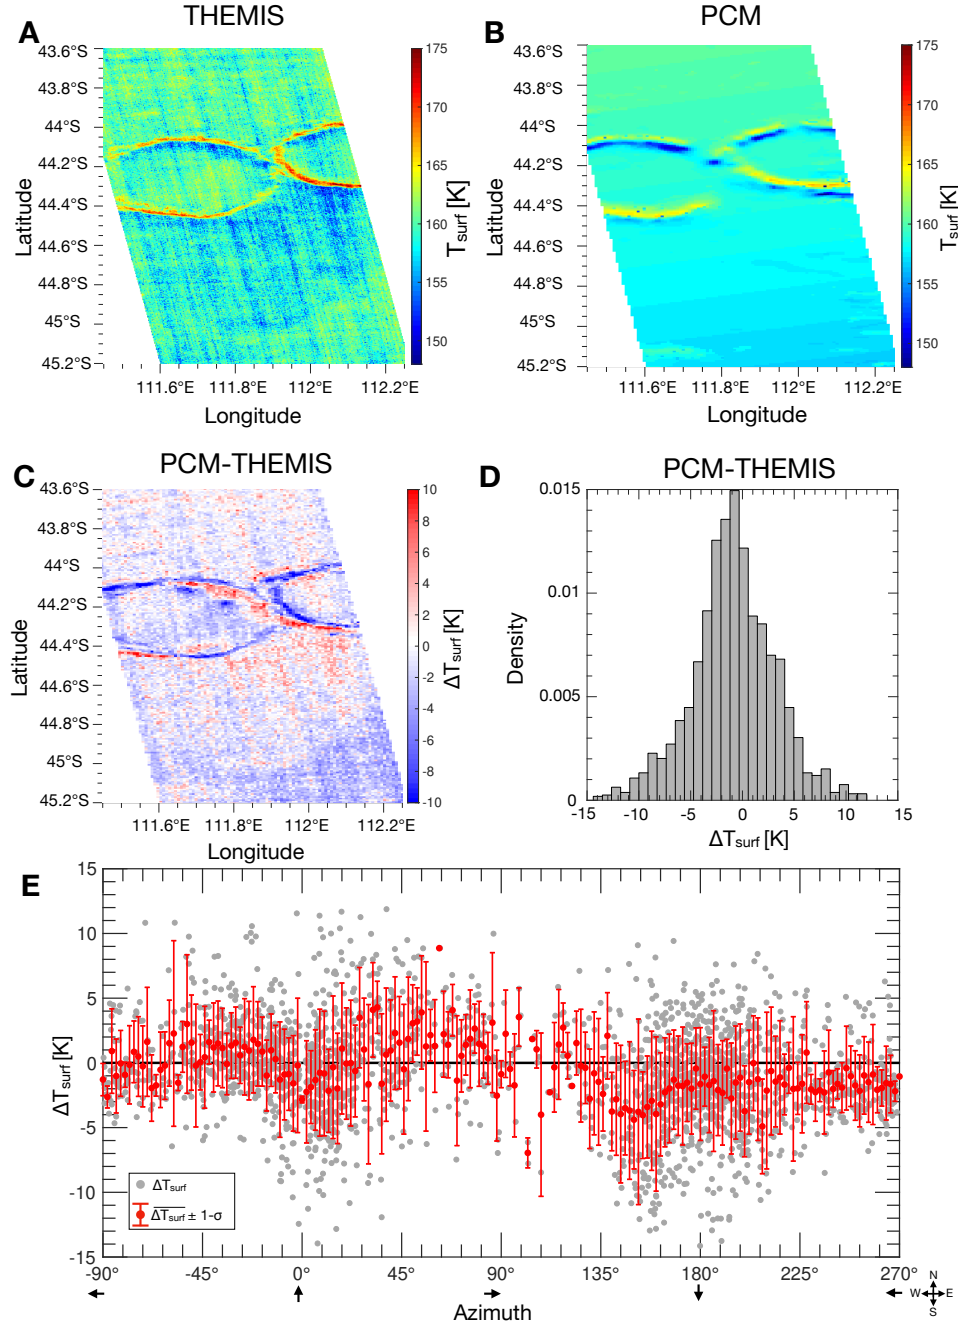 A
THEMIS
43.6°S
43.8°S
44°S
44.2°S
44.4°S
44.6°S
44.8°S
45°S
45.2°S
Latitude
111.6°E 111.8°E 112°E 112.2°E
Longitude
175
170
165
160
155
150
Tsurf [K]
B
PCM
43.6°S
43.8°S
44°S
44.2°S
44.4°S
44.6°S
44.8°S
45°S
45.2°S
Latitude
111.6°E 111.8°E 112°E 112.2°E
Longitude
175
170
165
160
155
150
Tsurf [K]
C
PCM-THEMIS
43.6°S
43.8°S
44°S
44.2°S
44.4°S
44.6°S
44.8°S
45°S
45.2°S
Latitude
111.6°E 111.8°E 112°E 112.2°E
Longitude
10
8
6
4
2
0
-2
-4
-6
-8
-10
ΔTsurf [K]
D
PCM-THEMIS
0.015
0.01
0.005
0
Density
-15 -10 -5 0 5 10 15
ΔTsurf [K]
E
15
10
5
0
-5
-10
-15
ΔTsurf [K]
ΔTsurf
ΔTsurf ± 1-σ
-90° -45° 0° 45° 90° 135° 180° 225° 270°
Azimuth
N
W E
S